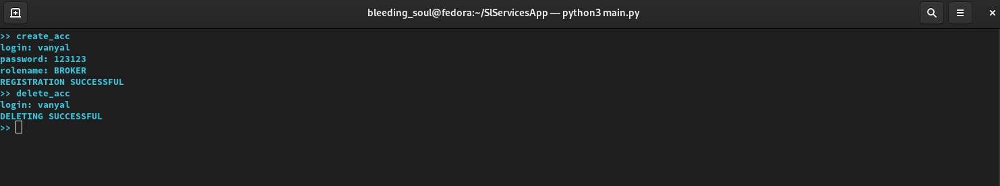 bleeding_soul@fedora:~/SlServicesApp — python3 main.py
>> create_acc
login: vanyal
password: 123123
rolename: BROKER
REGISTRATION SUCCESSFUL
>> delete_acc
login: vanyal
DELETING SUCCESSFUL
>>